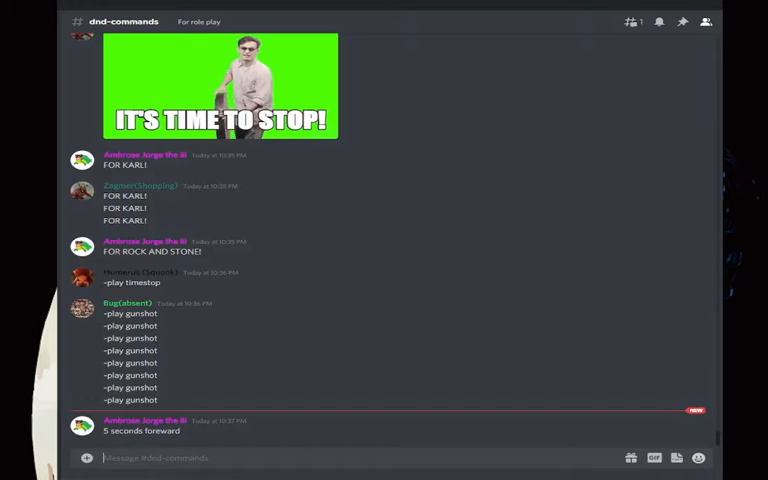 # dnd-commands For role play 1
IT'S TIME TO STOP!
Ambrose Jorge the iii Today at 10:35 PM
FOR KARL!
Zagmer(Shopping) Today at 10:35 PM
FOR KARL!
FOR KARL!
FOR KARL!
Ambrose Jorge the iii Today at 10:35 PM
FOR ROCK AND STONE!
Humerus (Squonk) Today at 10:36 PM
-play timestop
Bug(absent) Today at 10:36 PM
-play gunshot
-play gunshot
-play gunshot
-play gunshot
-play gunshot
-play gunshot
-play gunshot
-play gunshot
NEW
Ambrose Jorge the iii Today at 10:37 PM
5 seconds foreward
Message #dnd-commands
GIF